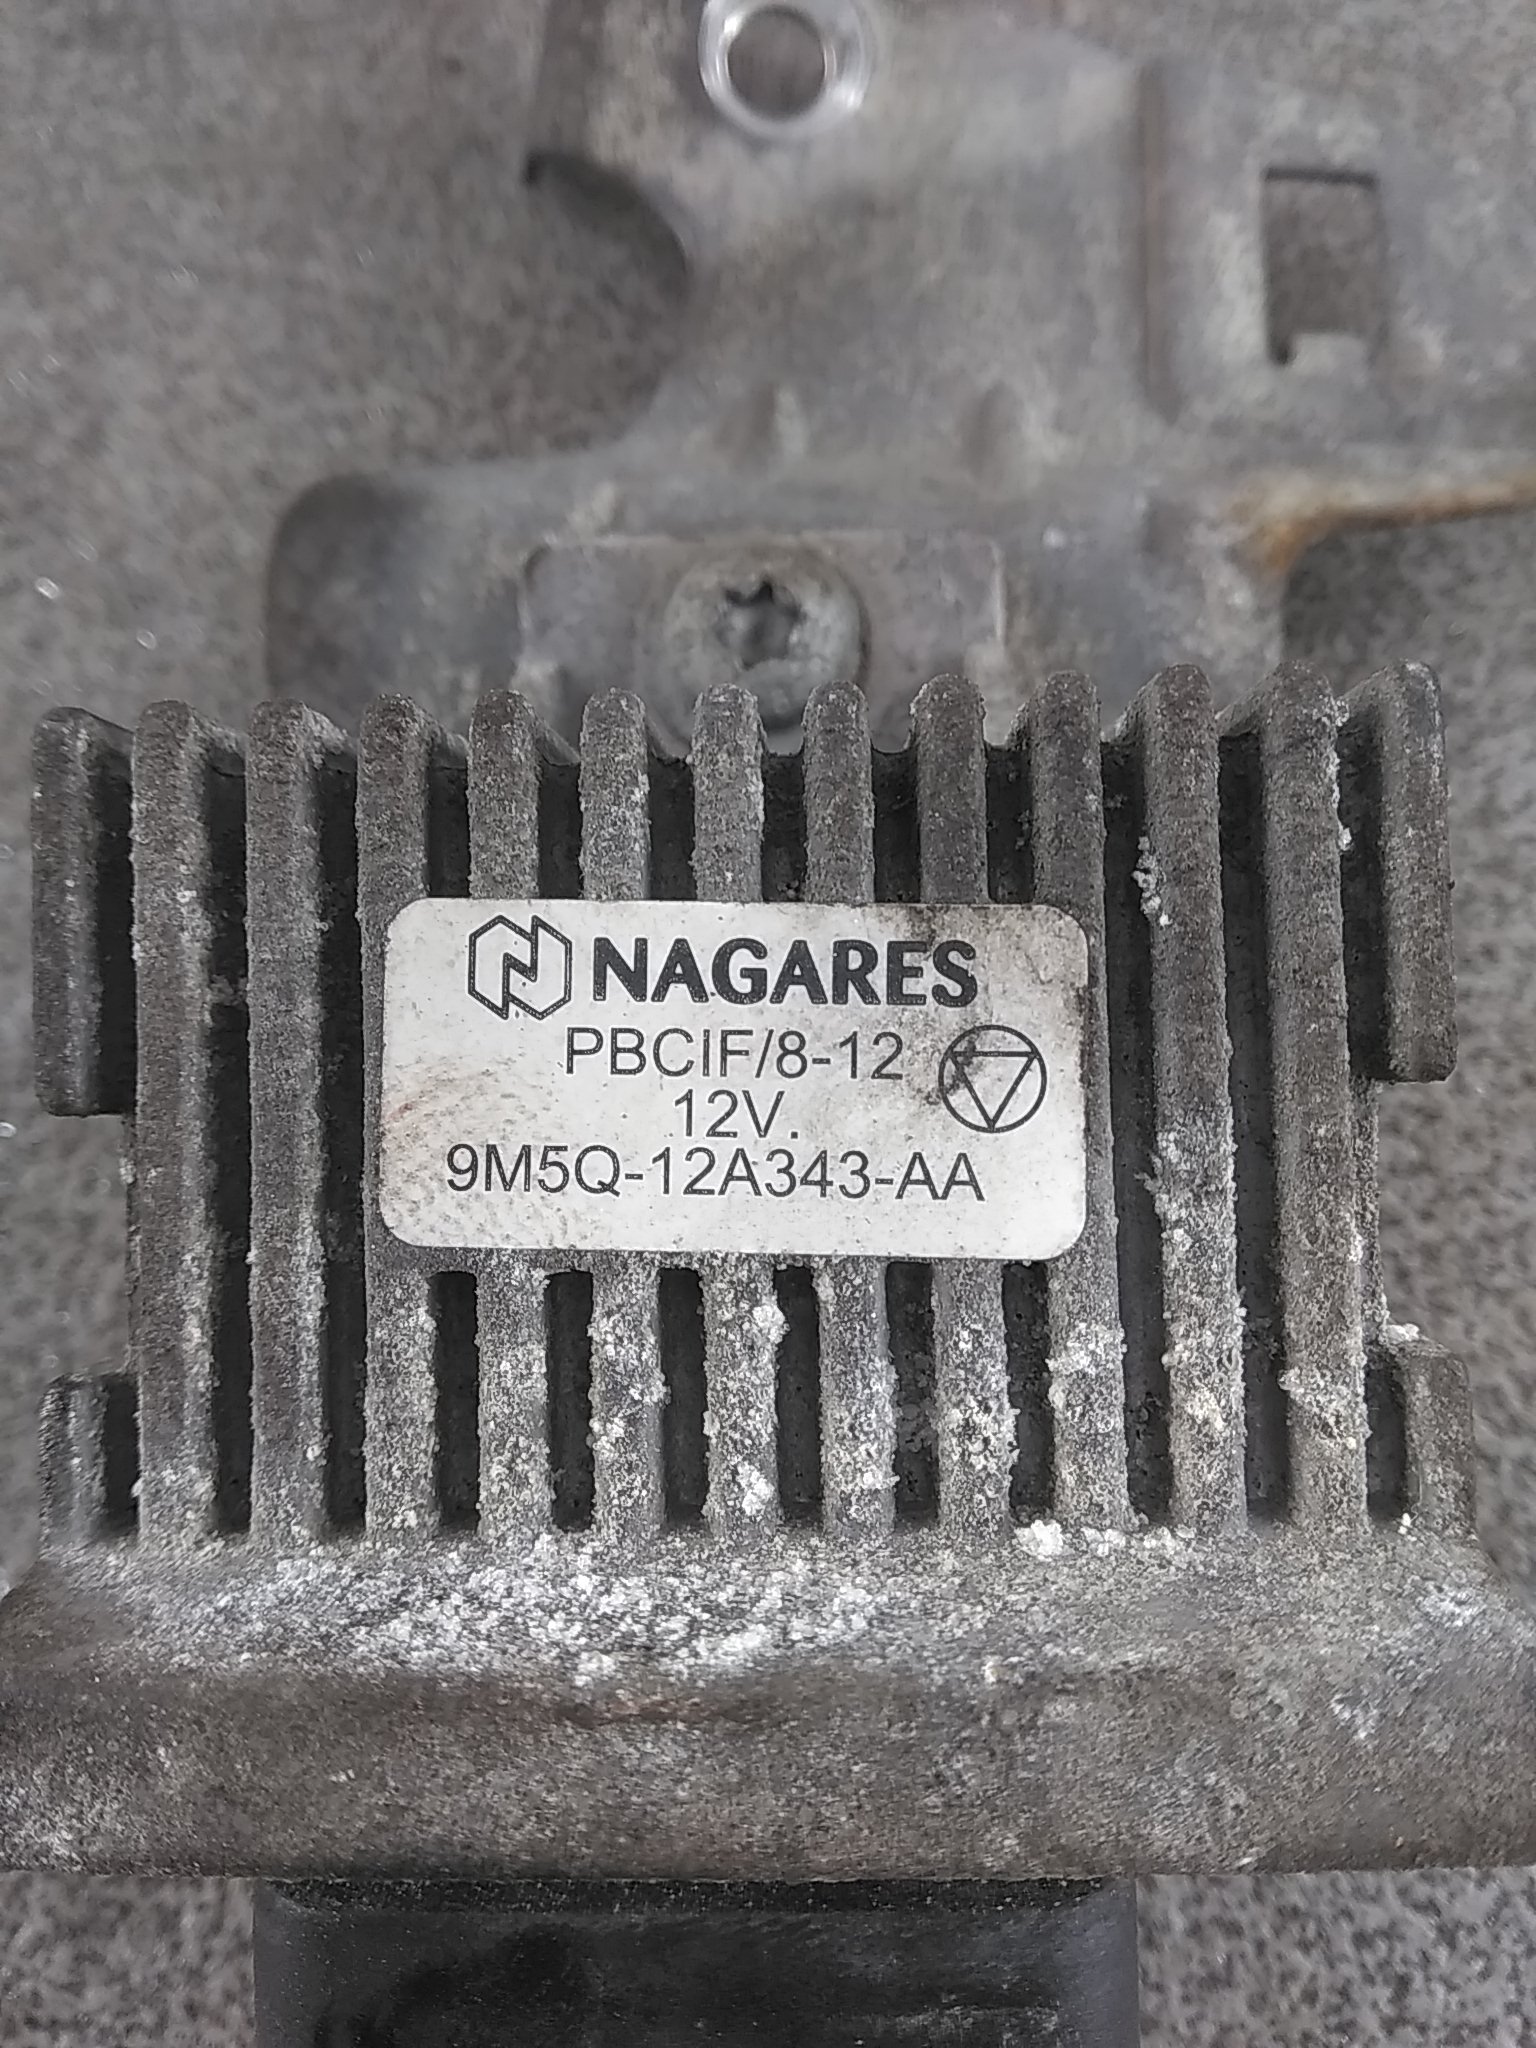 NAGARES
PBCIF/8-12
12V.
9M5Q-12A343-AA